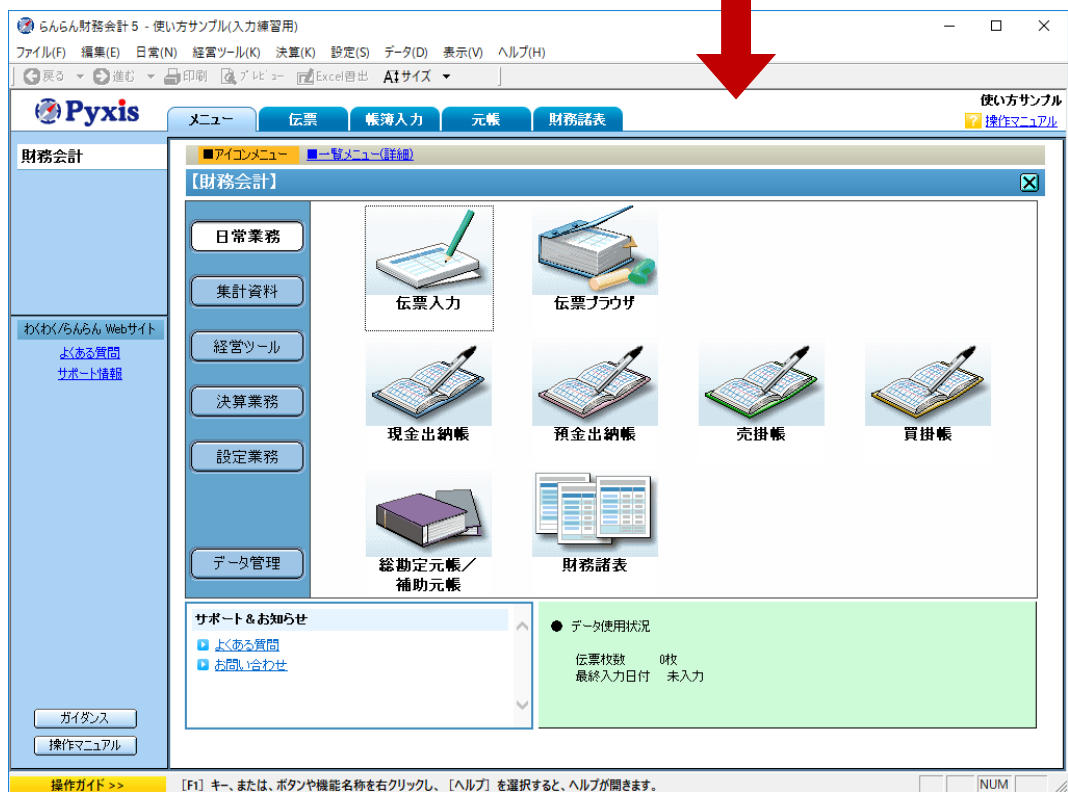 らんらん財務会計5 - 使い方サンプル(入力練習用)
ファイル(F) 編集(E) 日常(N) 経営ツール(K) 決算(K) 設定(S) データ(D) 表示(V) ヘルプ(H)
戻る 進む 印刷 プレビュー Excel書出 サイズ
Pyxis
メニュー 伝票 帳簿入力 元帳 財務諸表
使い方サンプル
操作マニュアル
財務会計
■アイコンメニュー ■一覧メニュー(詳細)
【財務会計】
日常業務
集計資料
経営ツール
決算業務
設定業務
データ管理
伝票入力 伝票ブラウザ
現金出納帳 預金出納帳 売掛帳 買掛帳
総勘定元帳／
補助元帳
財務諸表
わくわく/らんらん Webサイト
よくある質問
サポート情報
サポート&お知らせ
よくある質問
お問い合わせ
● データ使用状況
伝票枚数 0枚
最終入力日付 未入力
ガイダンス
操作マニュアル
操作ガイド >>
[F1] キー、または、ボタンや機能名称を右クリックし、[ヘルプ] を選択すると、ヘルプが開きます。
NUM